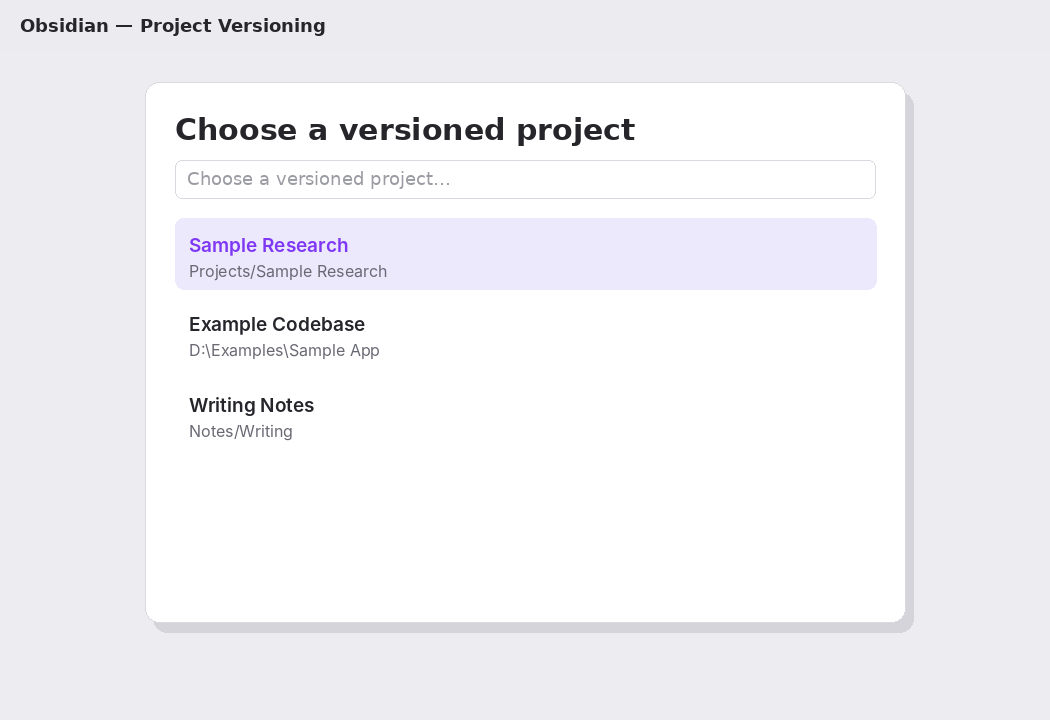 Obsidian — Project Versioning
Choose a versioned project
Choose a versioned project...
Sample Research
Projects/Sample Research
Example Codebase
D:\Examples\Sample App
Writing Notes
Notes/Writing